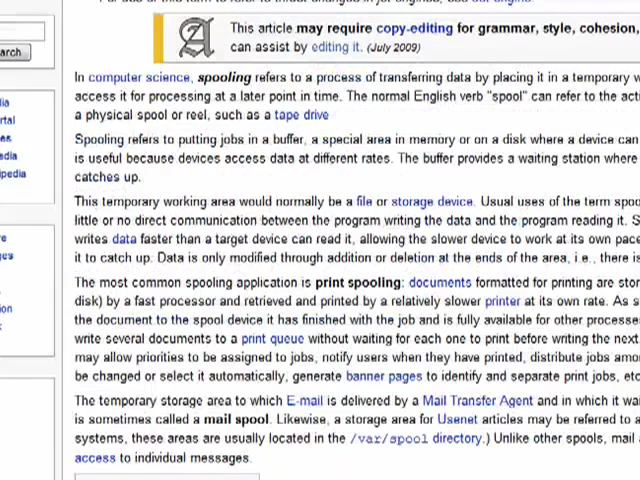 This article may require copy-editing for grammar, style, cohesion,
can assist by editing it. (July 2009)
arch
In computer science, spooling refers to a process of transferring data by placing it in a temporary w
access it for processing at a later point in time. The normal English verb "spool" can refer to the acti
a physical spool or reel, such as a tape drive
Spooling refers to putting jobs in a buffer, a special area in memory or on a disk where a device can
is useful because devices access data at different rates. The buffer provides a waiting station where
catches up.
This temporary working area would normally be a file or storage device. Usual uses of the term spoo
little or no direct communication between the program writing the data and the program reading it. S
writes data faster than a target device can read it, allowing the slower device to work at its own pace
it to catch up. Data is only modified through addition or deletion at the ends of the area, i.e., there is
The most common spooling application is print spooling: documents formatted for printing are stor
disk) by a fast processor and retrieved and printed by a relatively slower printer at its own rate. As s
the document to the spool device it has finished with the job and is fully available for other processe
write several documents to a print queue without waiting for each one to print before writing the next.
may allow priorities to be assigned to jobs, notify users when they have printed, distribute jobs amo
be changed or select it automatically, generate banner pages to identify and separate print jobs, etc
The temporary storage area to which E-mail is delivered by a Mail Transfer Agent and in which it wai
is sometimes called a mail spool. Likewise, a storage area for Usenet articles may be referred to a
systems, these areas are usually located in the /var/spool directory.) Unlike other spools, mail
access to individual messages.